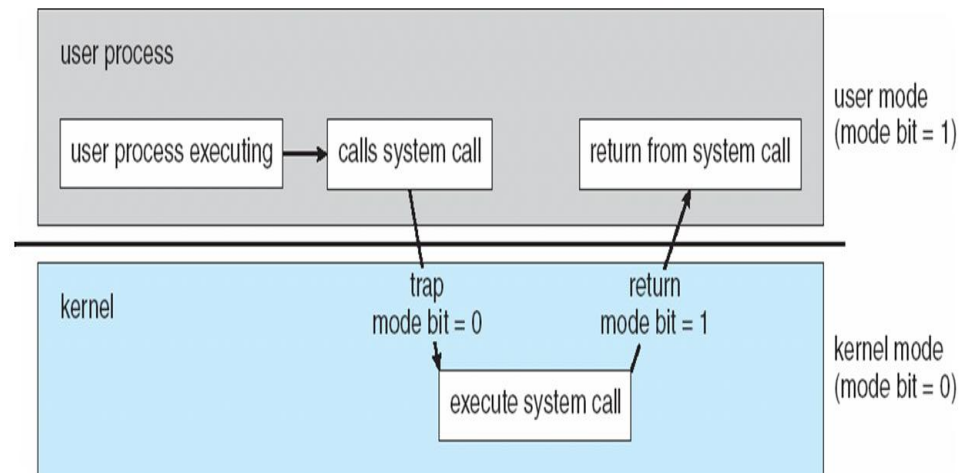 user process
user process executing
calls system call
return from system call
user mode
(mode bit = 1)
kernel
trap
mode bit = 0
return
mode bit = 1
execute system call
kernel mode
(mode bit = 0)